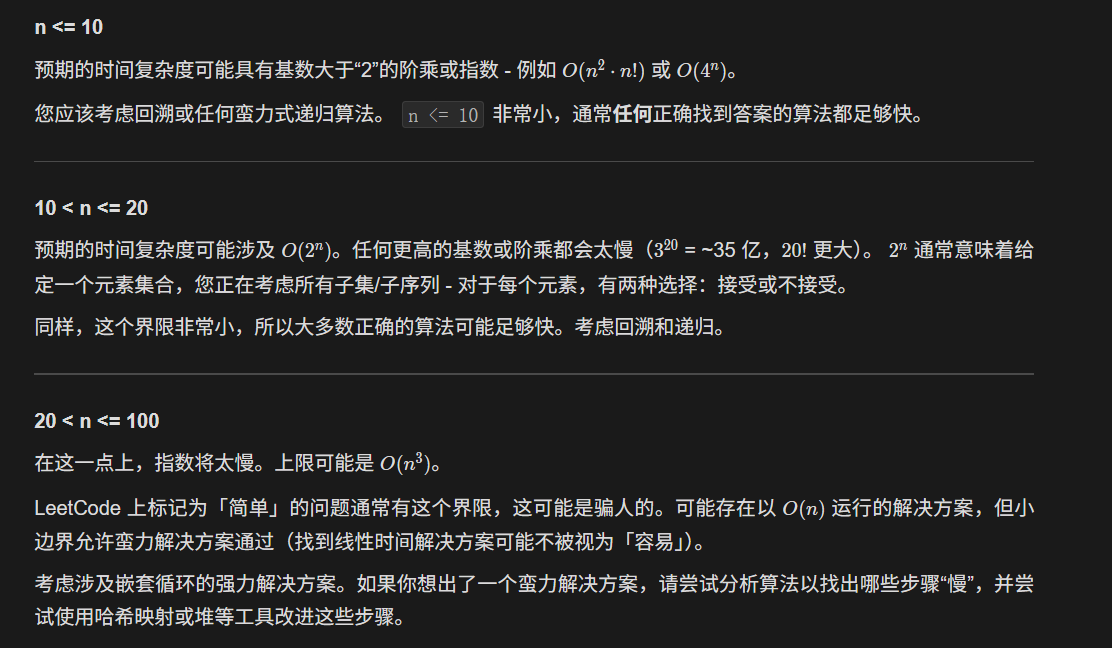 n <= 10
预期的时间复杂度可能具有基数大于“2”的阶乘或指数 - 例如 O(n² · n!) 或 O(4ⁿ)。
您应该考虑回溯或任何蛮力式递归算法。 n <= 10 非常小，通常任何正确找到答案的算法都足够快。
10 < n <= 20
预期的时间复杂度可能涉及 O(2ⁿ)。任何更高的基数或阶乘都会太慢（3²⁰ = ~35 亿，20! 更大）。 2ⁿ 通常意味着给
定一个元素集合，您正在考虑所有子集/子序列 - 对于每个元素，有两种选择：接受或不接受。
同样，这个界限非常小，所以大多数正确的算法可能足够快。考虑回溯和递归。
20 < n <= 100
在这一点上，指数将太慢。上限可能是 O(n³)。
LeetCode 上标记为「简单」的问题通常有这个界限，这可能是骗人的。可能存在以 O(n) 运行的解决方案，但小
边界允许蛮力解决方案通过（找到线性时间解决方案可能不被视为「容易」）。
考虑涉及嵌套循环的强力解决方案。如果你想出了一个蛮力解决方案，请尝试分析算法以找出哪些步骤“慢”，并尝
试使用哈希映射或堆等工具改进这些步骤。